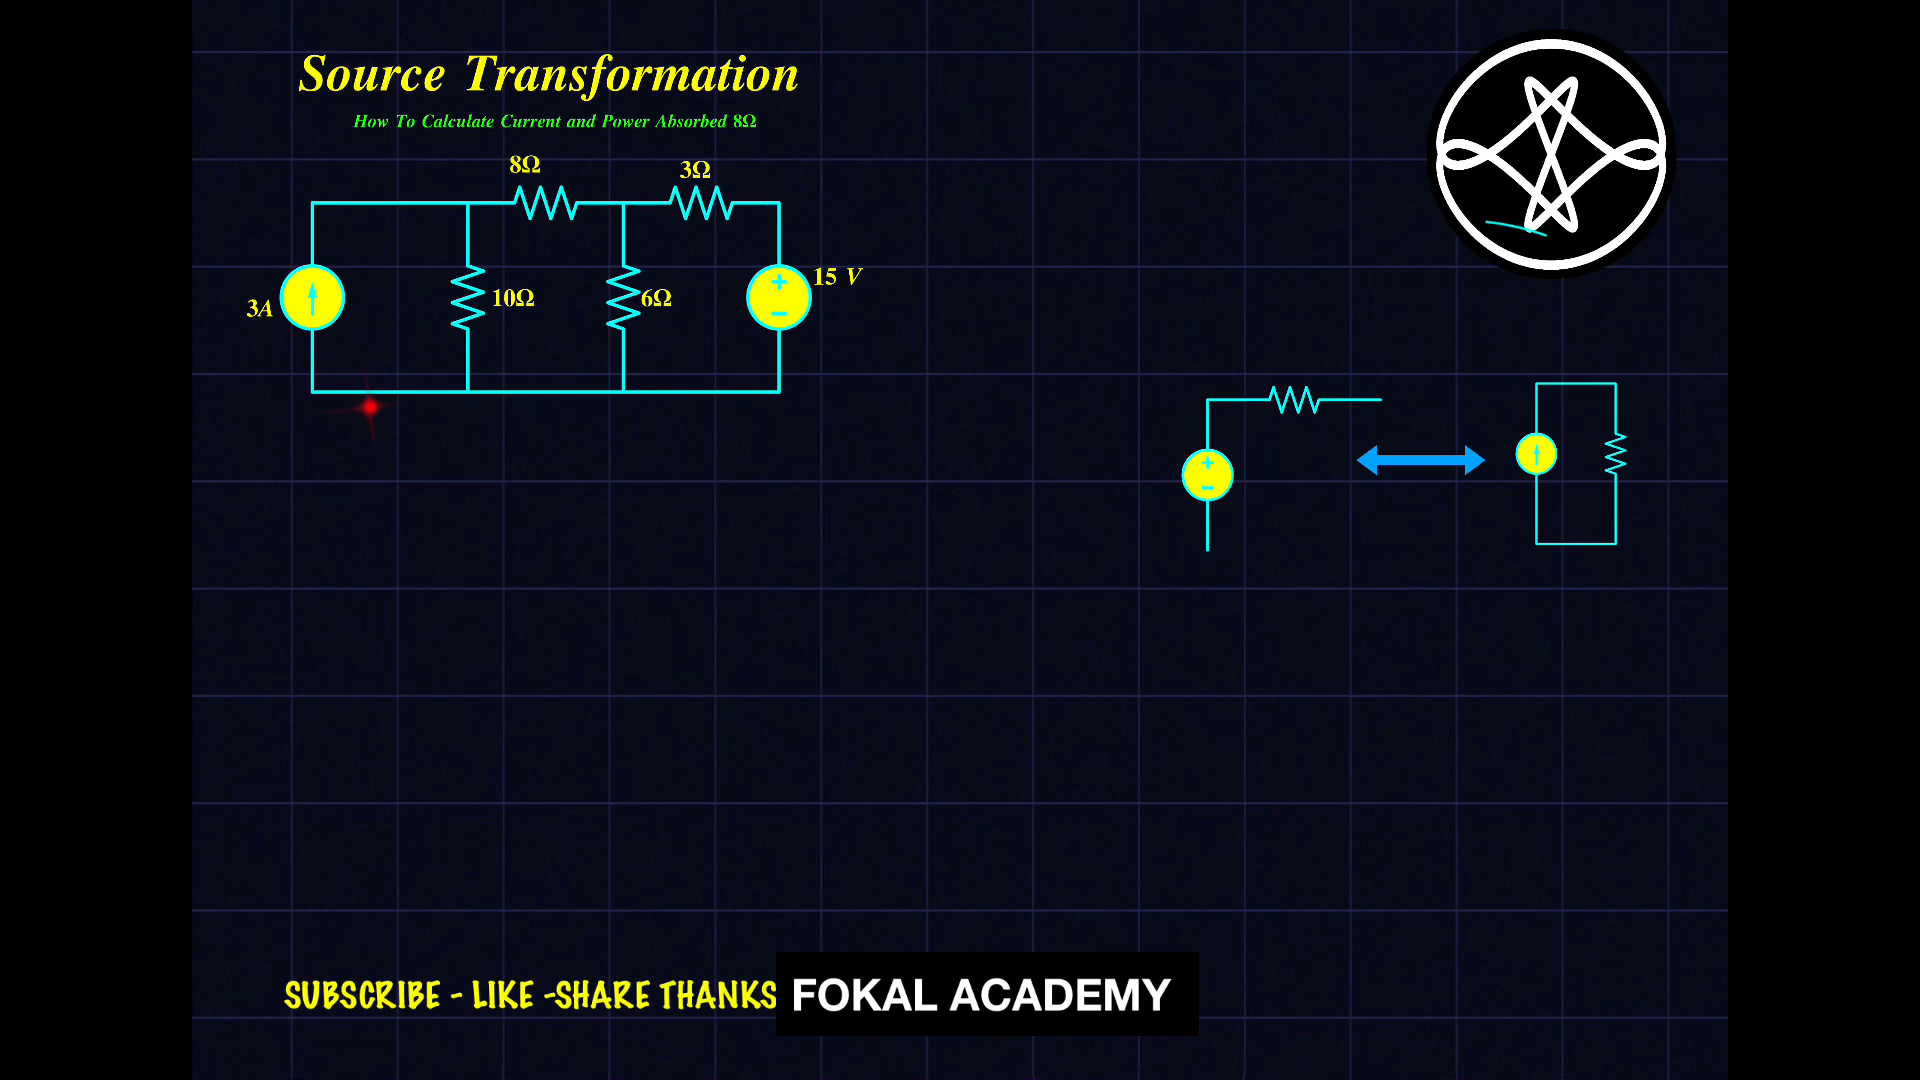 Source Transformation
How To Calculate Current and Power Absorbed 8Ω
8Ω
3Ω
3A
10Ω
6Ω
15 V
SUBSCRIBE - LIKE -SHARE THANKS
FOKAL ACADEMY